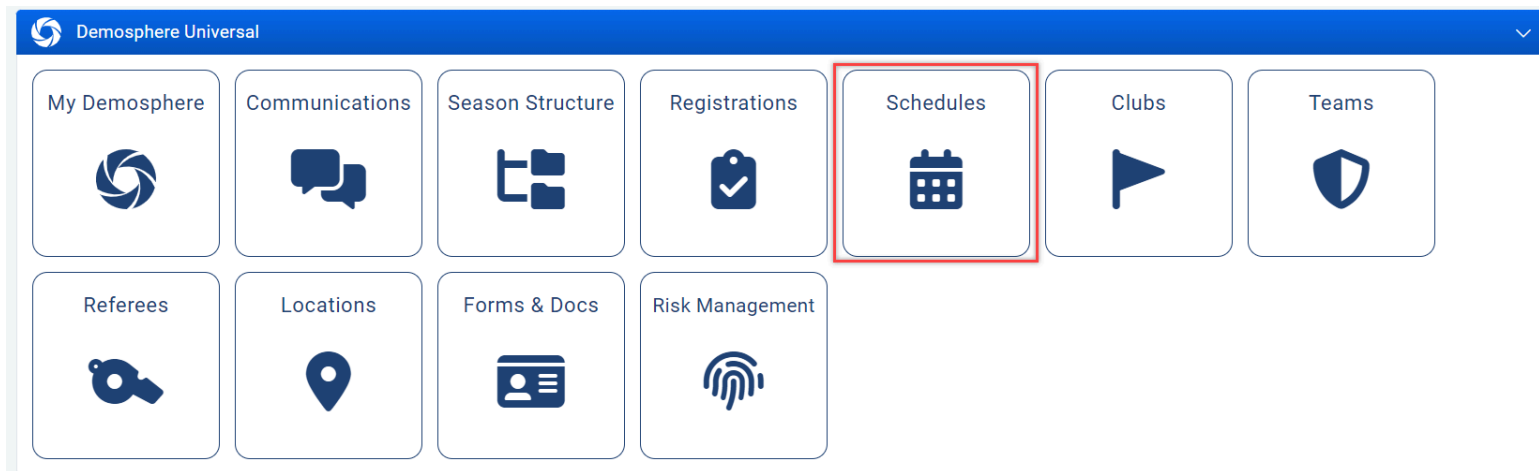 Demosphere Universal
My Demosphere
Communications
Season Structure
Registrations
Schedules
Clubs
Teams
Referees
Locations
Forms & Docs
Risk Management